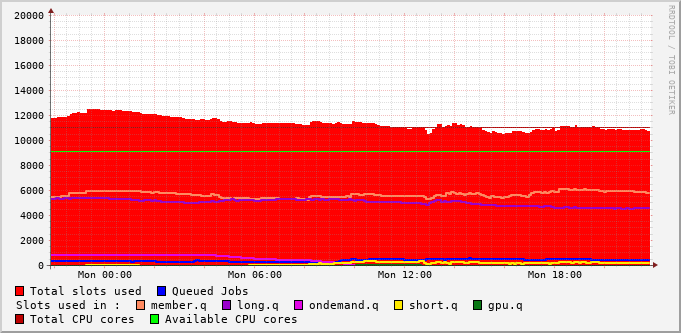 RRDTOOL / TOBI OETIKER
20000
18000
16000
14000
12000
10000
8000
6000
4000
2000
0
Mon 00:00 Mon 06:00 Mon 12:00 Mon 18:00
Total slots used Queued Jobs
Slots used in : member.q long.q ondemand.q short.q gpu.q
Total CPU cores Available CPU cores